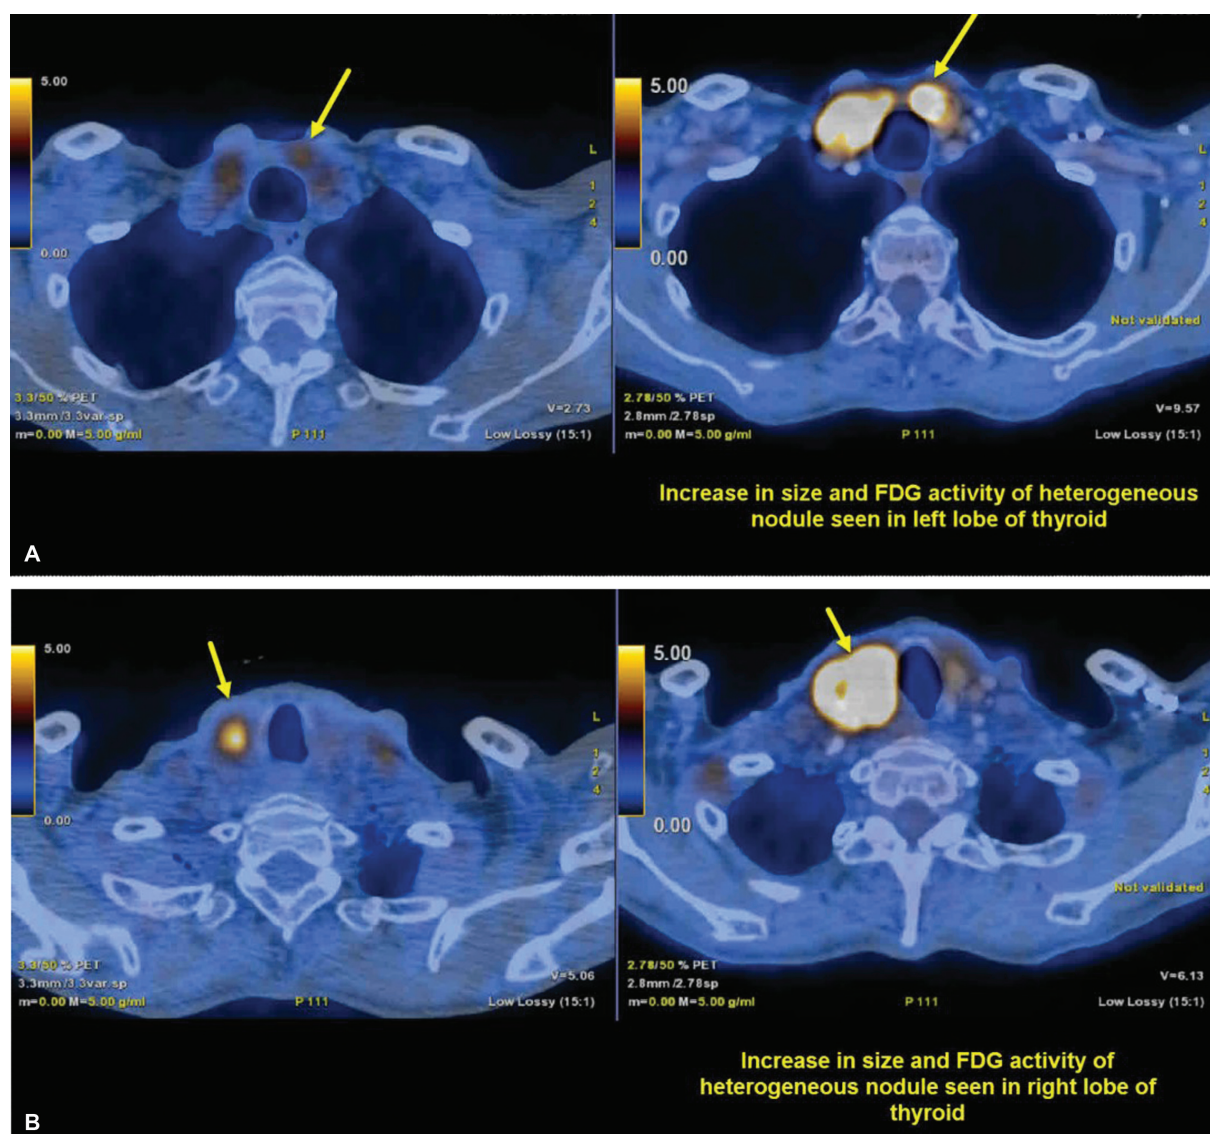 5.00
0.00
L
1
2
4
3.3/50 % PET
3.3mm /3.3var.sp
m=0.00 M=5.00 g/ml
P 111
V=2.73
Low Lossy (15:1)
5.00
0.00
L
1
2
4
Not validated
2.78/50 % PET
2.8mm /2.78sp
m=0.00 M=5.00 g/ml
P 111
V=9.57
Low Lossy (15:1)
Increase in size and FDG activity of heterogeneous
nodule seen in left lobe of thyroid
A
5.00
0.00
L
1
2
4
3.3/50 % PET
3.3mm /3.3var.sp
m=0.00 M=5.00 g/ml
P 111
V=5.06
Low Lossy (15:1)
5.00
0.00
L
1
2
4
Not validated
2.78/50 % PET
2.8mm /2.78sp
m=0.00 M=5.00 g/ml
P 111
V=6.13
Low Lossy (15:1)
Increase in size and FDG activity of
heterogeneous nodule seen in right lobe of
thyroid
B